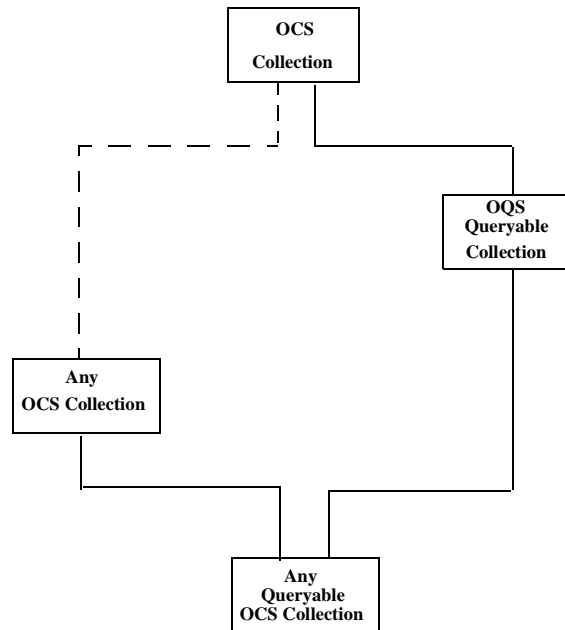 OCS
Collection
OQS
Queryable
Collection
Any
OCS Collection
Any
Queryable
OCS Collection